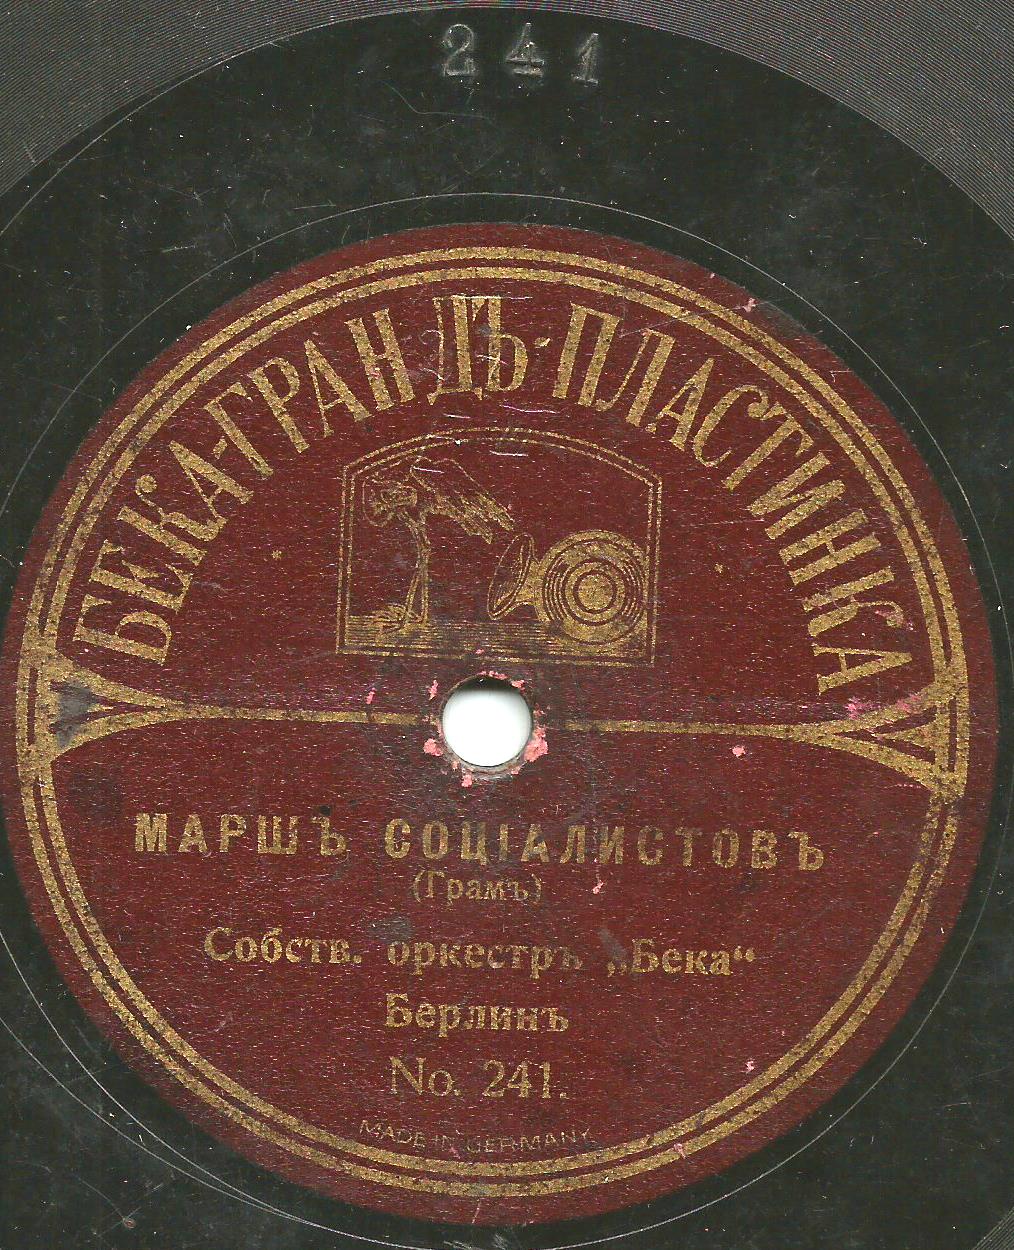 241
БЕКА-ГРАНДЪ-ПЛАСТИНКА
МАРШЪ СОЦІАЛИСТОВЪ
(Грамъ)
Собств. оркестръ „Бека“
Берлинъ
No. 241.
MADE IN GERMANY